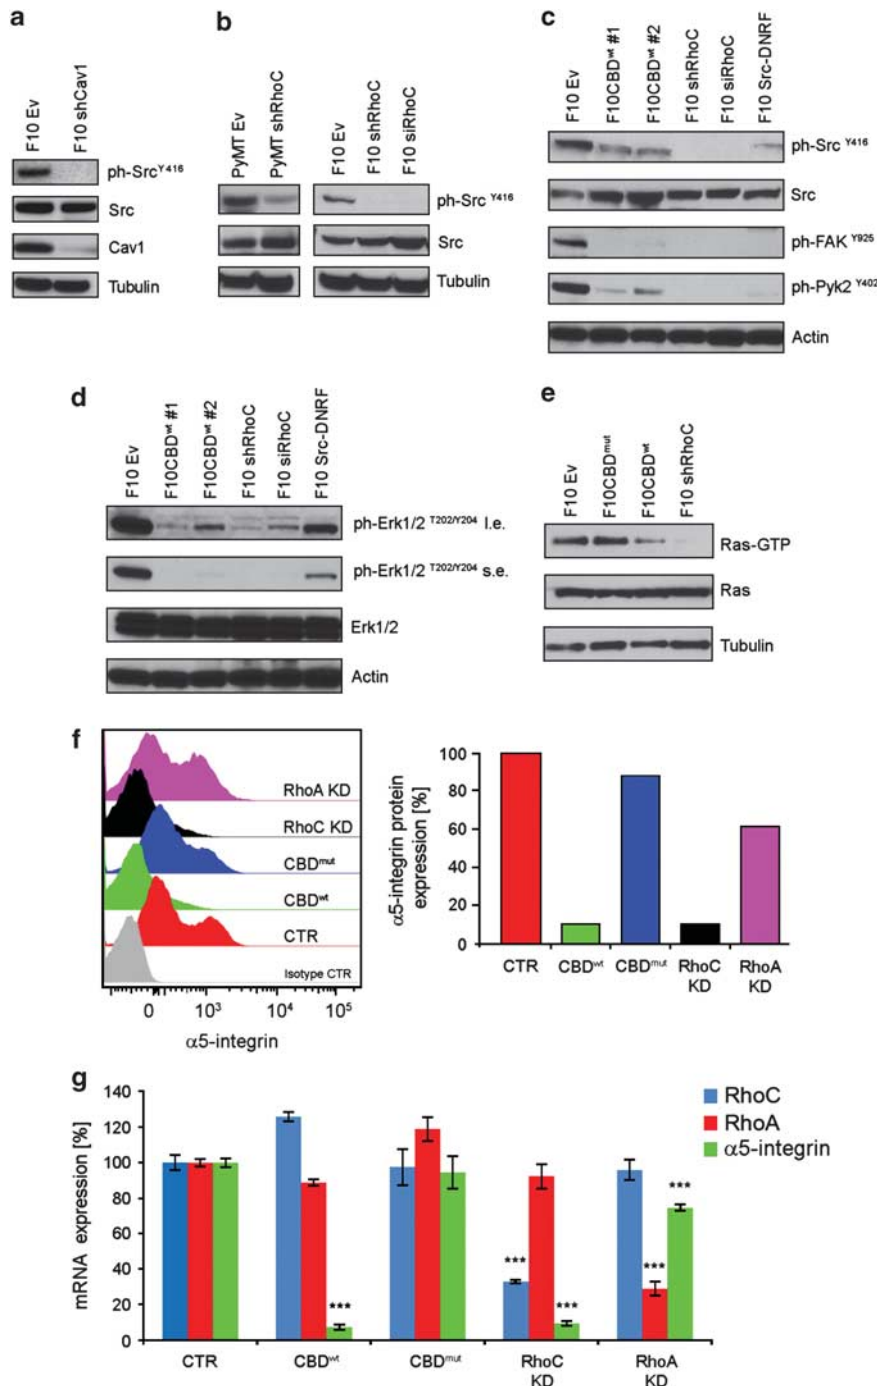 a
F10 Ev
F10 shCav1
ph-Src Y416
Src
Cav1
Tubulin
b
PyMT Ev
PyMT shRhoC
F10 Ev
F10 shRhoC
F10 siRhoC
ph-Src Y416
Src
Tubulin
c
F10 Ev
F10CBDwt #1
F10CBDwt #2
F10 shRhoC
F10 siRhoC
F10 Src-DNRF
ph-Src Y416
Src
ph-FAK Y925
ph-Pyk2 Y402
Actin
d
F10 Ev
F10CBDwt #1
F10CBDwt #2
F10 shRhoC
F10 siRhoC
F10 Src-DNRF
ph-Erk1/2 T202/Y204 l.e.
ph-Erk1/2 T202/Y204 s.e.
Erk1/2
Actin
e
F10 Ev
F10CBDmut
F10CBDwt
F10 shRhoC
Ras-GTP
Ras
Tubulin
f
RhoA KD
RhoC KD
CBDmut
CBDwt
CTR
Isotype CTR
0 10³ 10⁴ 10⁵
α5-integrin
α5-integrin protein
expression [%]
100
80
60
40
20
0
CTR CBDwt CBDmut RhoC KD RhoA KD
g
mRNA expression [%]
140
120
100
80
60
40
20
0
***
***
***
***
***
CTR CBDwt CBDmut RhoC KD RhoA KD
RhoC
RhoA
α5-integrin